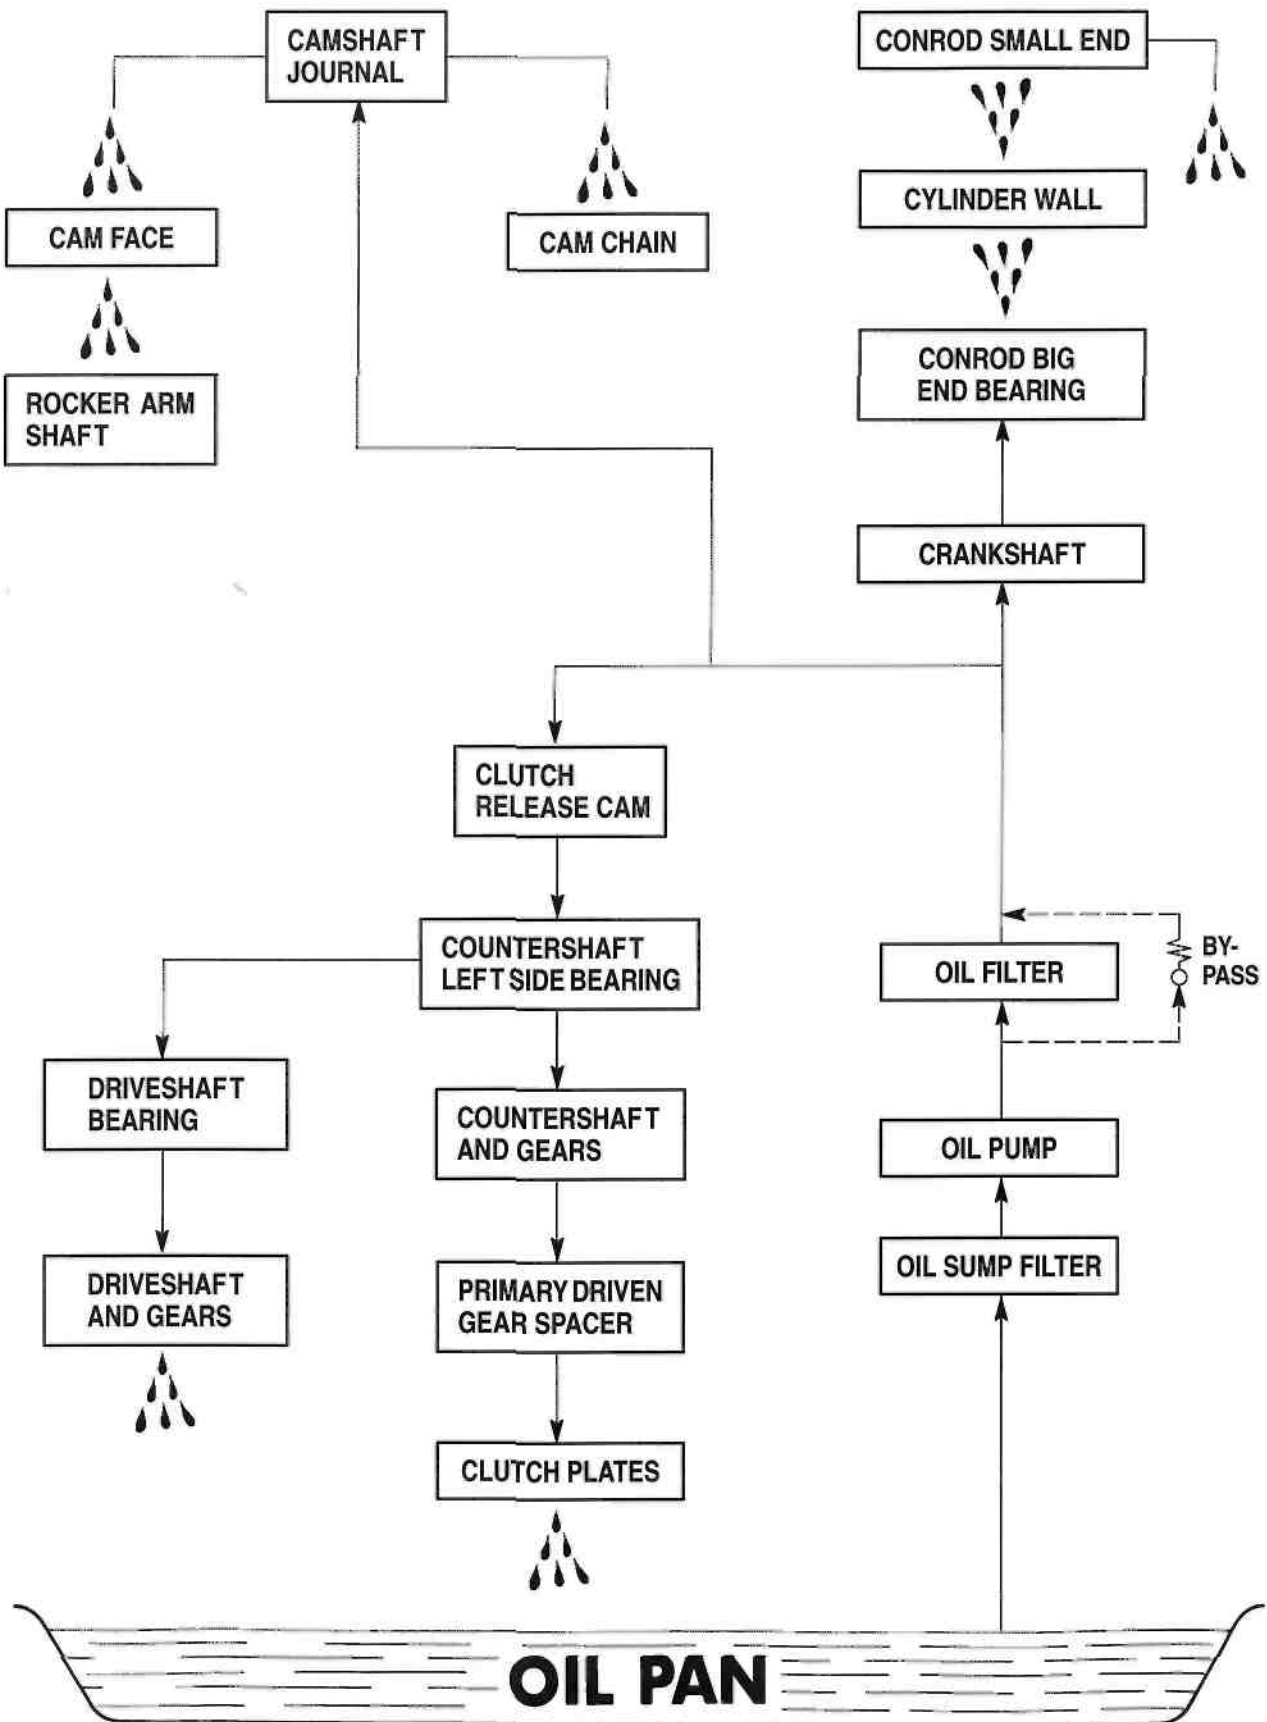 CAMSHAFT
JOURNAL
CONROD SMALL END
CYLINDER WALL
CAM FACE
CAM CHAIN
CONROD BIG
END BEARING
ROCKER ARM
SHAFT
CRANKSHAFT
CLUTCH
RELEASE CAM
COUNTERSHAFT
LEFT SIDE BEARING
OIL FILTER
BY-
PASS
DRIVESHAFT
BEARING
COUNTERSHAFT
AND GEARS
OIL PUMP
OIL SUMP FILTER
DRIVESHAFT
AND GEARS
PRIMARY DRIVEN
GEAR SPACER
CLUTCH PLATES
OIL PAN